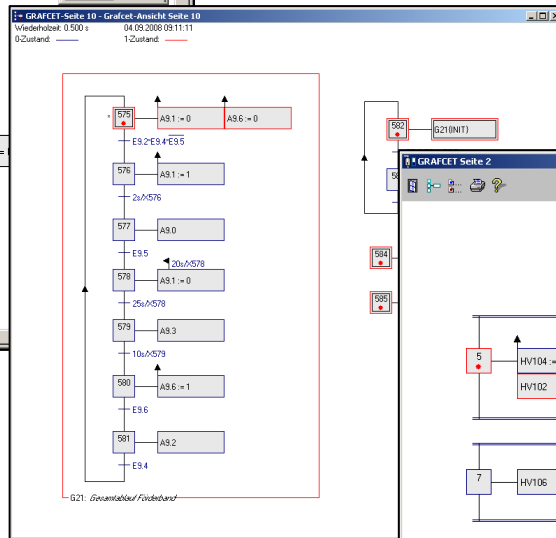 GRAFCET-Seite 10 - Grafcet-Ansicht Seite 10
Wiederholzeit: 0.500 s 04.09.2008 09:11:11
0-Zustand: 1-Zustand:
575 A9.1 := 0 A9.6 := 0
E9.2*E9.4*E9.5
576 A9.1 := 1
2s/X576
577 A9.0
E9.5
20s/X578
578 A9.1 := 0
25s/X578
579 A9.3
10s/X579
580 A9.6 := 1
E9.6
581 A9.2
E9.4
G21: Gesamtablauf Förderband
582 G21(INIT)
584
585
GRAFCET Seite 2
5 HV104 :=
HV102
7 HV106